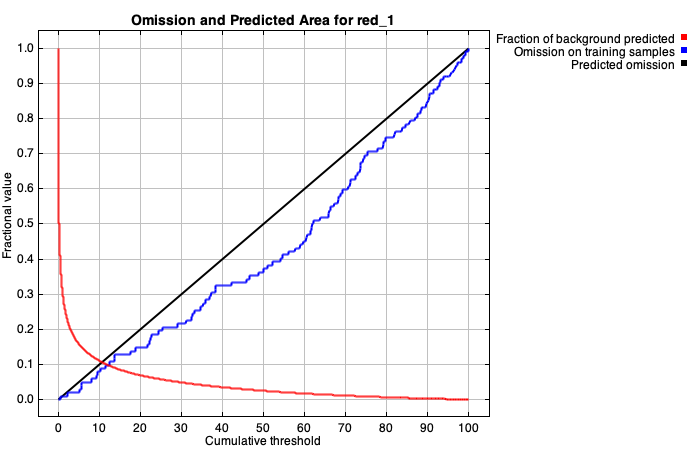 Omission and Predicted Area for red_1
Fraction of background predicted
Omission on training samples
Predicted omission
Fractional value
1.0
0.9
0.8
0.7
0.6
0.5
0.4
0.3
0.2
0.1
0.0
0 10 20 30 40 50 60 70 80 90 100
Cumulative threshold